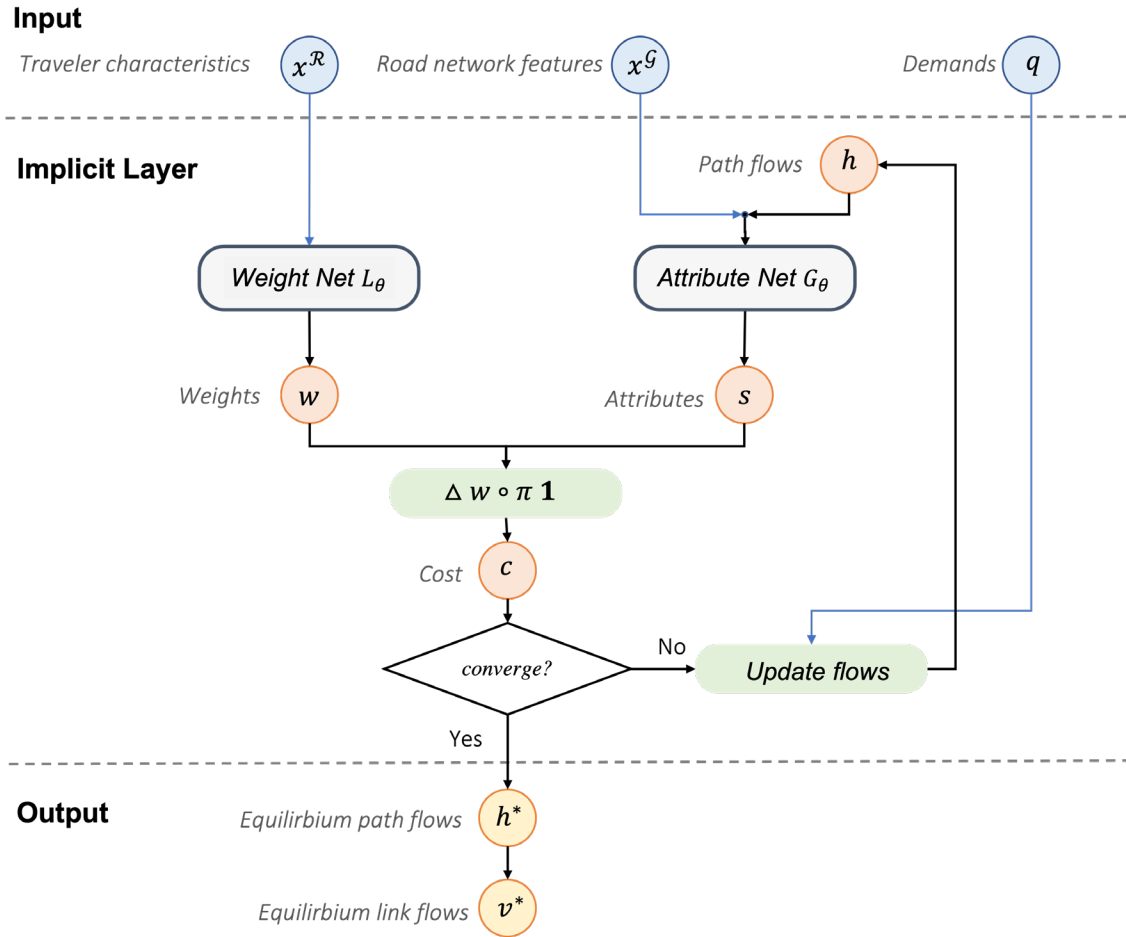 Input
Traveler characteristics x^ℛ Road network features x^𝒢 Demands q
Implicit Layer
Path flows h
Weight Net L_θ Attribute Net G_θ
Weights w Attributes s
Δ w ∘ π 1
Cost c
converge? No Update flows
Yes
Output
Equilirbium path flows h*
Equilirbium link flows v*